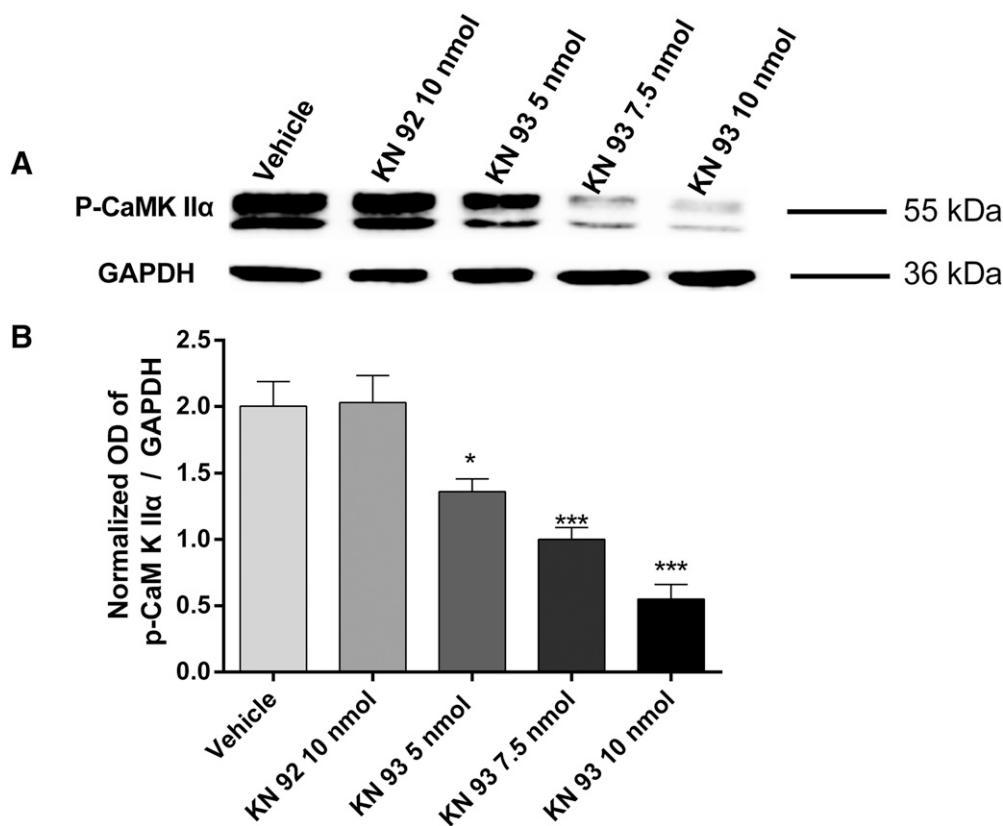 Vehicle
KN 92 10 nmol
KN 93 5 nmol
KN 93 7.5 nmol
KN 93 10 nmol
A
P-CaMK IIα
55 kDa
GAPDH
36 kDa
B
Normalized OD of
p-CaM K IIα / GAPDH
2.5
2.0
1.5
1.0
0.5
0.0
*
***
***
Vehicle
KN 92 10 nmol
KN 93 5 nmol
KN 93 7.5 nmol
KN 93 10 nmol